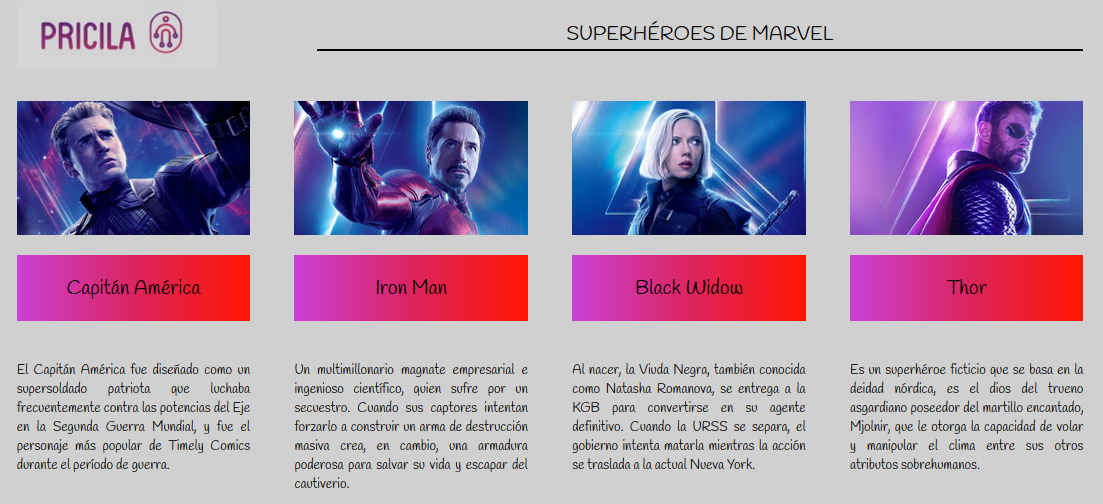 PRICILA
SUPERHÉROES DE MARVEL
Capitán América
Iron Man
Black Widow
Thor
El Capitán América fue diseñado como un
supersoldado patriota que luchaba
frecuentemente contra las potencias del Eje
en la Segunda Guerra Mundial, y fue el
personaje más popular de Timely Comics
durante el período de guerra.
Un multimillonario magnate empresarial e
ingenioso científico, quien sufre por un
secuestro. Cuando sus captores intentan
forzarlo a construir un arma de destrucción
masiva crea, en cambio, una armadura
poderosa para salvar su vida y escapar del
cautiverio.
Al nacer, la Viuda Negra, también conocida
como Natasha Romanova, se entrega a la
KGB para convertirse en su agente
definitivo. Cuando la URSS se separa, el
gobierno intenta matarla mientras la acción
se traslada a la actual Nueva York.
Es un superhéroe ficticio que se basa en la
deidad nórdica, es el dios del trueno
asgardiano poseedor del martillo encantado,
Mjolnir, que le otorga la capacidad de volar
y manipular el clima entre sus otros
atributos sobrehumanos.